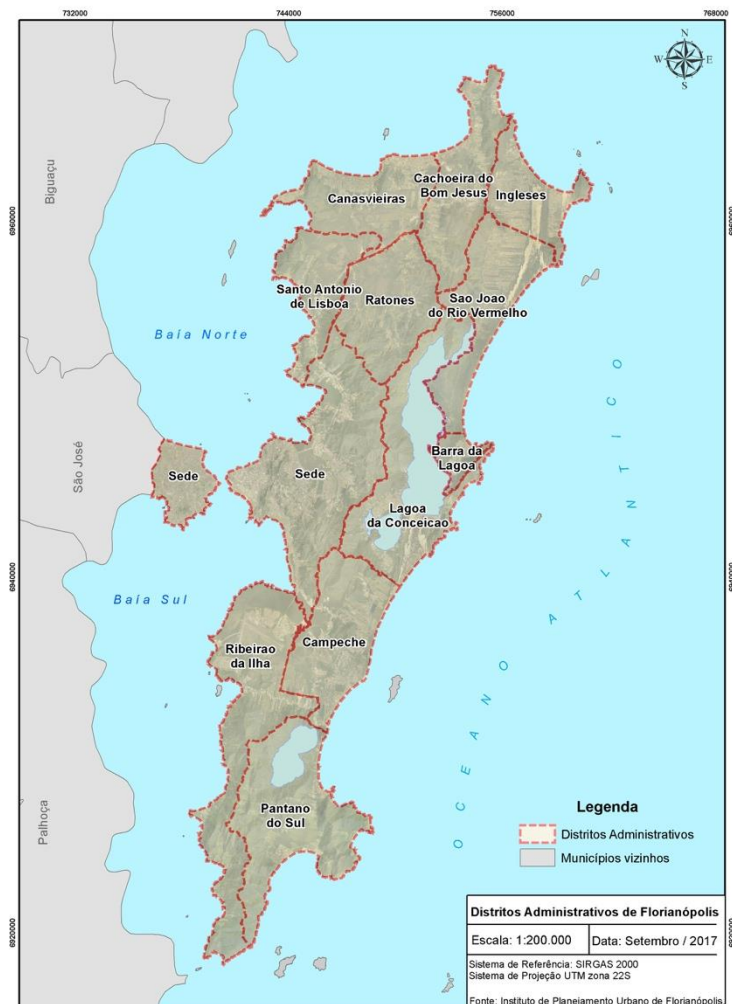 732000
744000
756000
768000
N
W E
S
Biguaçu
Cachoeira do
Bom Jesus
Canasvieiras
Ingleses
6960000
6960000
Santo Antonio
de Lisboa
Ratones
Sao Joao
do Rio Vermelho
Baía Norte
São José
Sede
Sede
Barra da
Lagoa
Lagoa
da Conceicao
OCEANO ATLANTICO
6940000
6940000
Baía Sul
Ribeirao
da Ilha
Campeche
Palhoça
Pantano
do Sul
Legenda
Distritos Administrativos
Municípios vizinhos
6920000
6920000
Distritos Administrativos de Florianópolis
Escala: 1:200.000
Data: Setembro / 2017
Sistema de Referência: SIRGAS 2000
Sistema de Projeção UTM zona 22S
Fonte: Instituto de Planejamento Urbano de Florianópolis